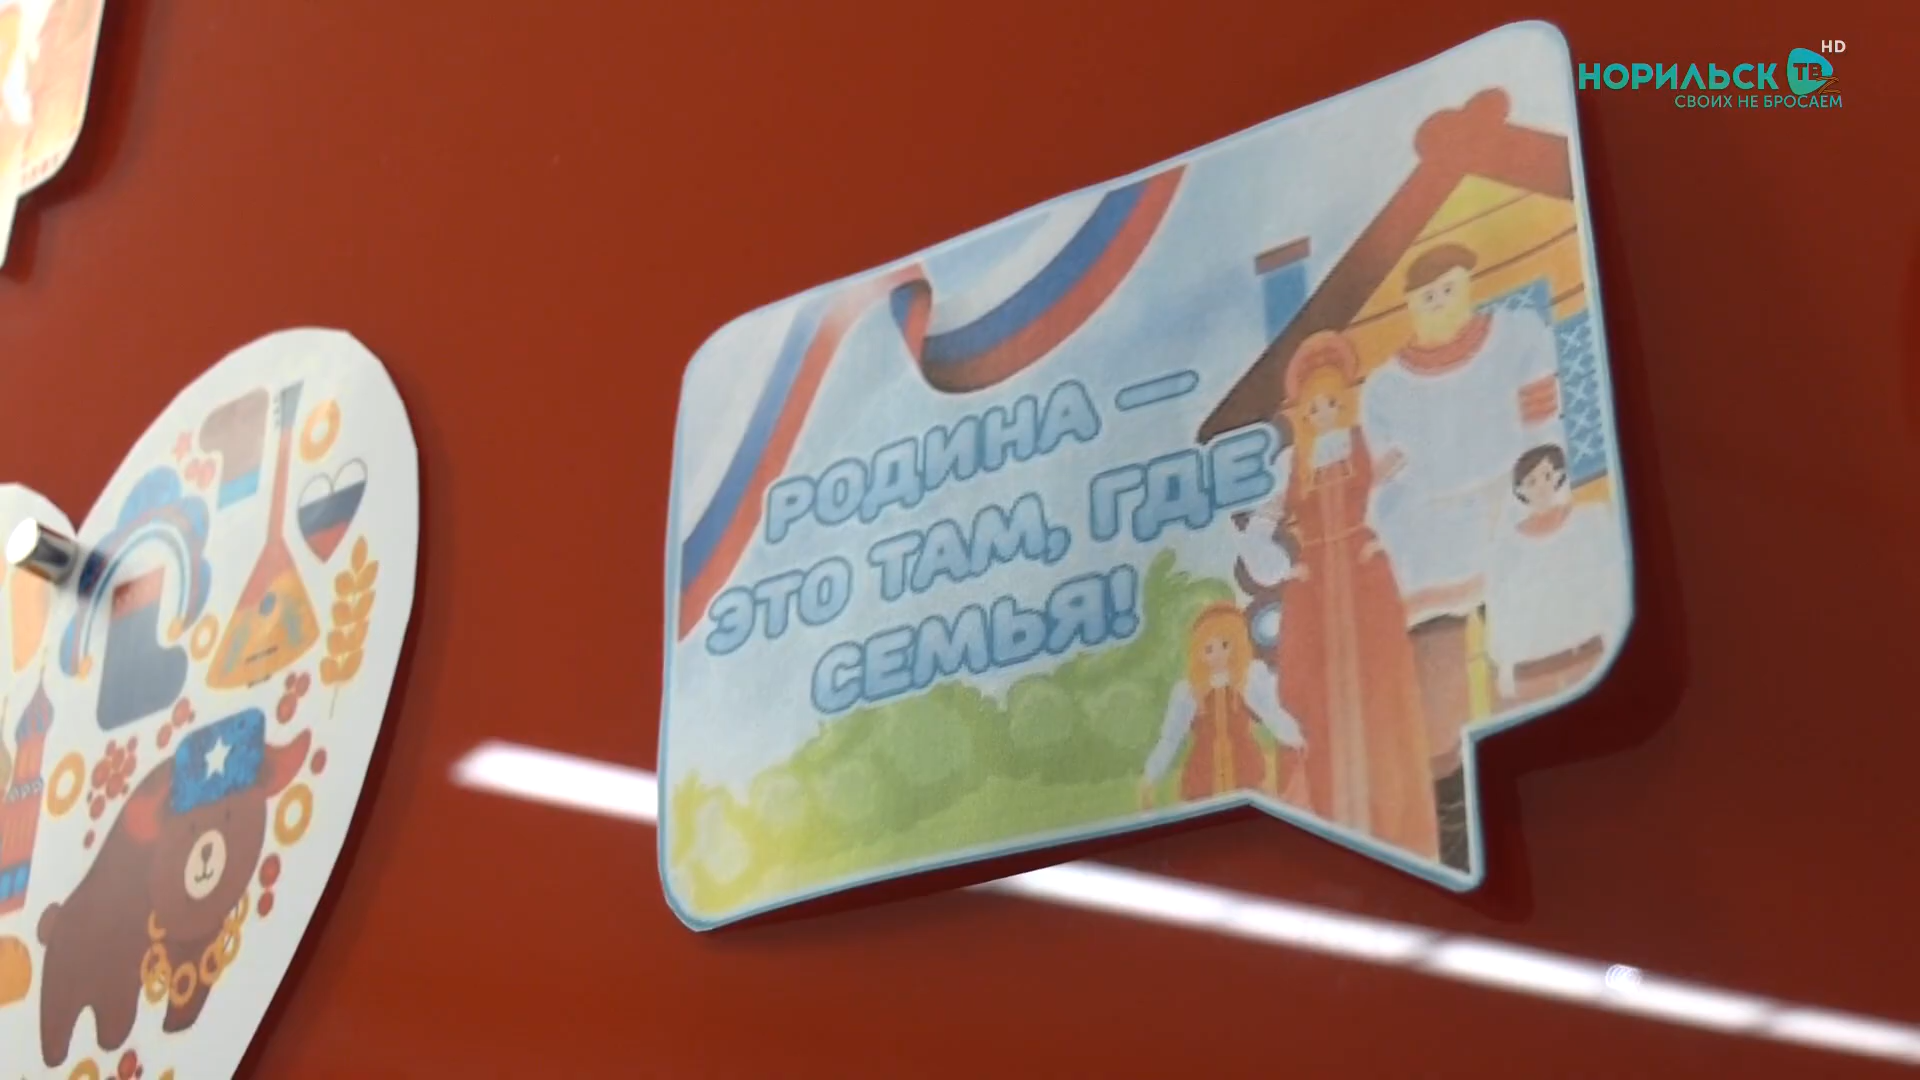 HD
НОРИЛЬСК ТВ
СВОИХ НЕ БРОСАЕМ
РОДИНА –
ЭТО ТАМ, ГДЕ
СЕМЬЯ!